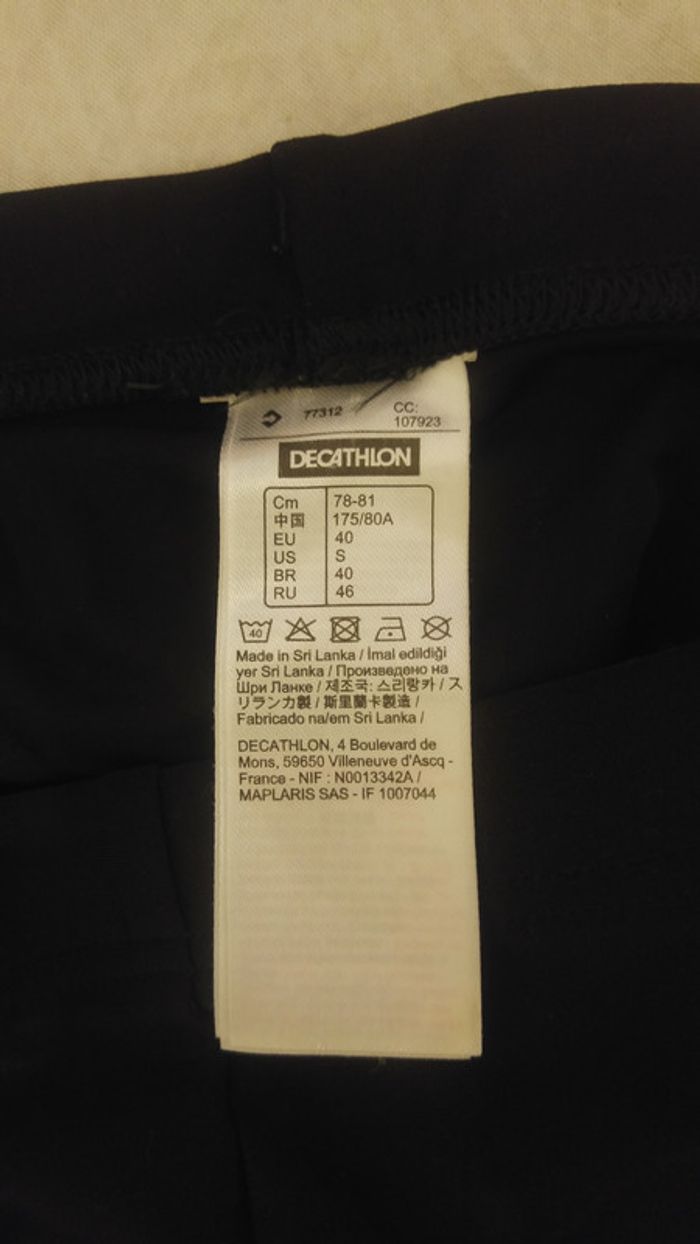 77312
CC:
107923
DECATHLON
Cm 78-81
中国 175/80A
EU 40
US S
BR 40
RU 46
40
Made in Sri Lanka / İmal edildiği
yer Sri Lanka / Произведено на
Шри Ланке / 제조국: 스리랑카 / ス
リランカ製 / 斯里蘭卡製造 /
Fabricado na/em Sri Lanka /
DECATHLON, 4 Boulevard de
Mons, 59650 Villeneuve d'Ascq -
France - NIF : N0013342A /
MAPLARIS SAS - IF 1007044